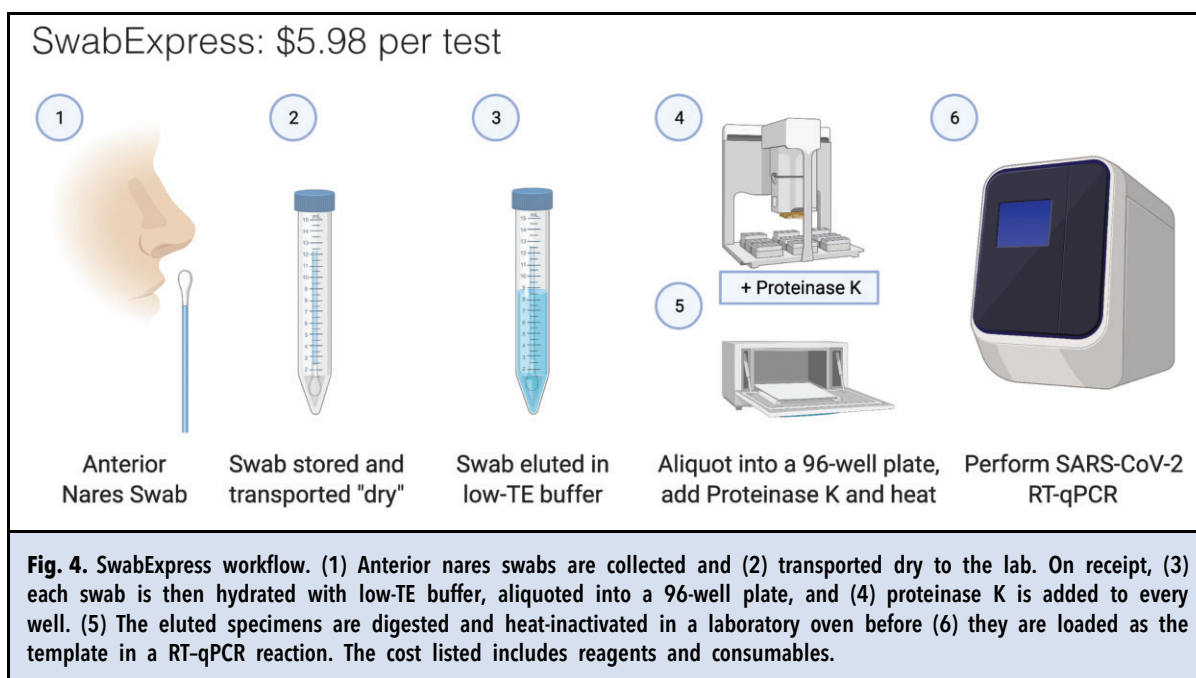 SwabExpress: $5.98 per test
1
2
3
4
6
+ Proteinase K
5
Anterior
Nares Swab
Swab stored and
transported "dry"
Swab eluted in
low-TE buffer
Aliquot into a 96-well plate,
add Proteinase K and heat
Perform SARS-CoV-2
RT-qPCR
Fig. 4. SwabExpress workflow. (1) Anterior nares swabs are collected and (2) transported dry to the lab. On receipt, (3)
each swab is then hydrated with low-TE buffer, aliquoted into a 96-well plate, and (4) proteinase K is added to every
well. (5) The eluted specimens are digested and heat-inactivated in a laboratory oven before (6) they are loaded as the
template in a RT–qPCR reaction. The cost listed includes reagents and consumables.